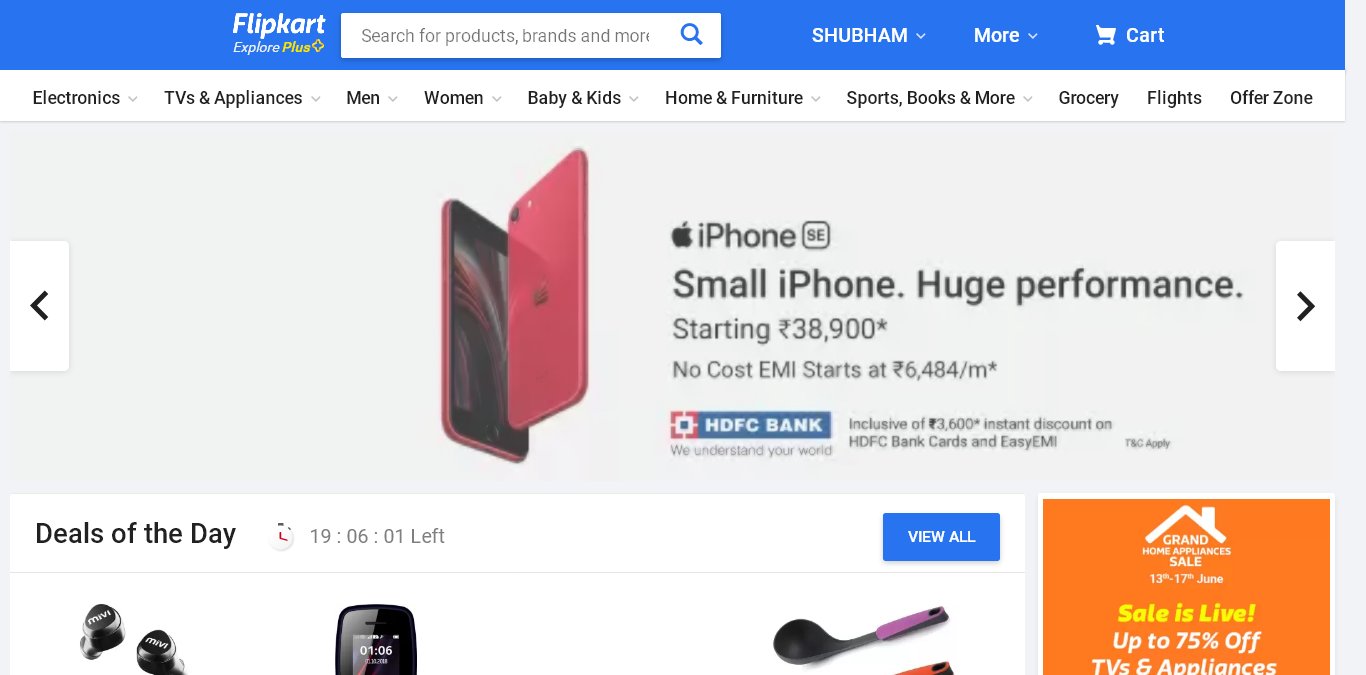 Flipkart
Explore Plus
Search for products, brands and more
SHUBHAM
More
Cart
Electronics
TVs & Appliances
Men
Women
Baby & Kids
Home & Furniture
Sports, Books & More
Grocery
Flights
Offer Zone
iPhone SE
Small iPhone. Huge performance.
Starting ₹38,900*
No Cost EMI Starts at ₹6,484/m*
HDFC BANK
We understand your world
Inclusive of ₹3,600* instant discount on
HDFC Bank Cards and EasyEMI
T&C Apply
Deals of the Day
19 : 06 : 01 Left
VIEW ALL
mivi
mivi
01:06
GRAND
HOME APPLIANCES
SALE
13th-17th June
Sale is Live!
Up to 75% Off
TVs & Appliances